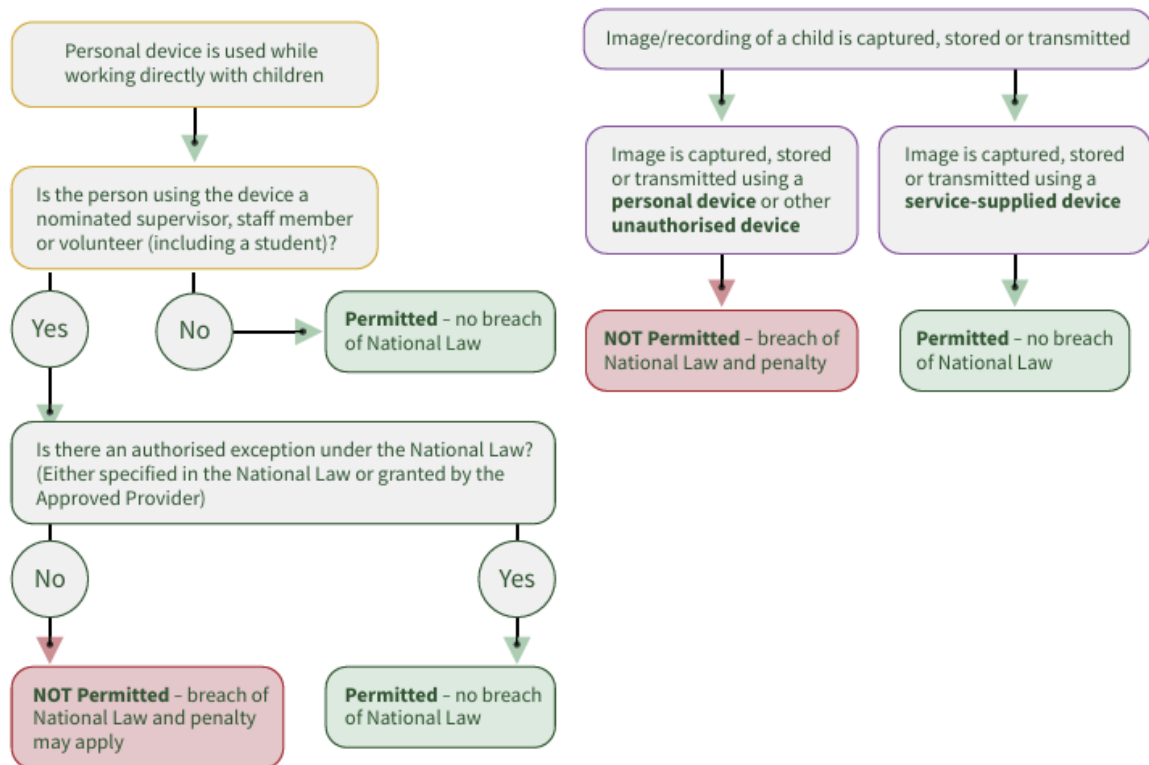 Personal device is used while
working directly with children
Is the person using the device a
nominated supervisor, staff member
or volunteer (including a student)?
Yes
No
Permitted – no breach
of National Law
Is there an authorised exception under the National Law?
(Either specified in the National Law or granted by the
Approved Provider)
No
Yes
NOT Permitted – breach of
National Law and penalty
may apply
Permitted – no breach
of National Law
Image/recording of a child is captured, stored or transmitted
Image is captured, stored
or transmitted using a
personal device or other
unauthorised device
Image is captured, stored
or transmitted using a
service-supplied device
NOT Permitted – breach of
National Law and penalty
Permitted – no breach
of National Law